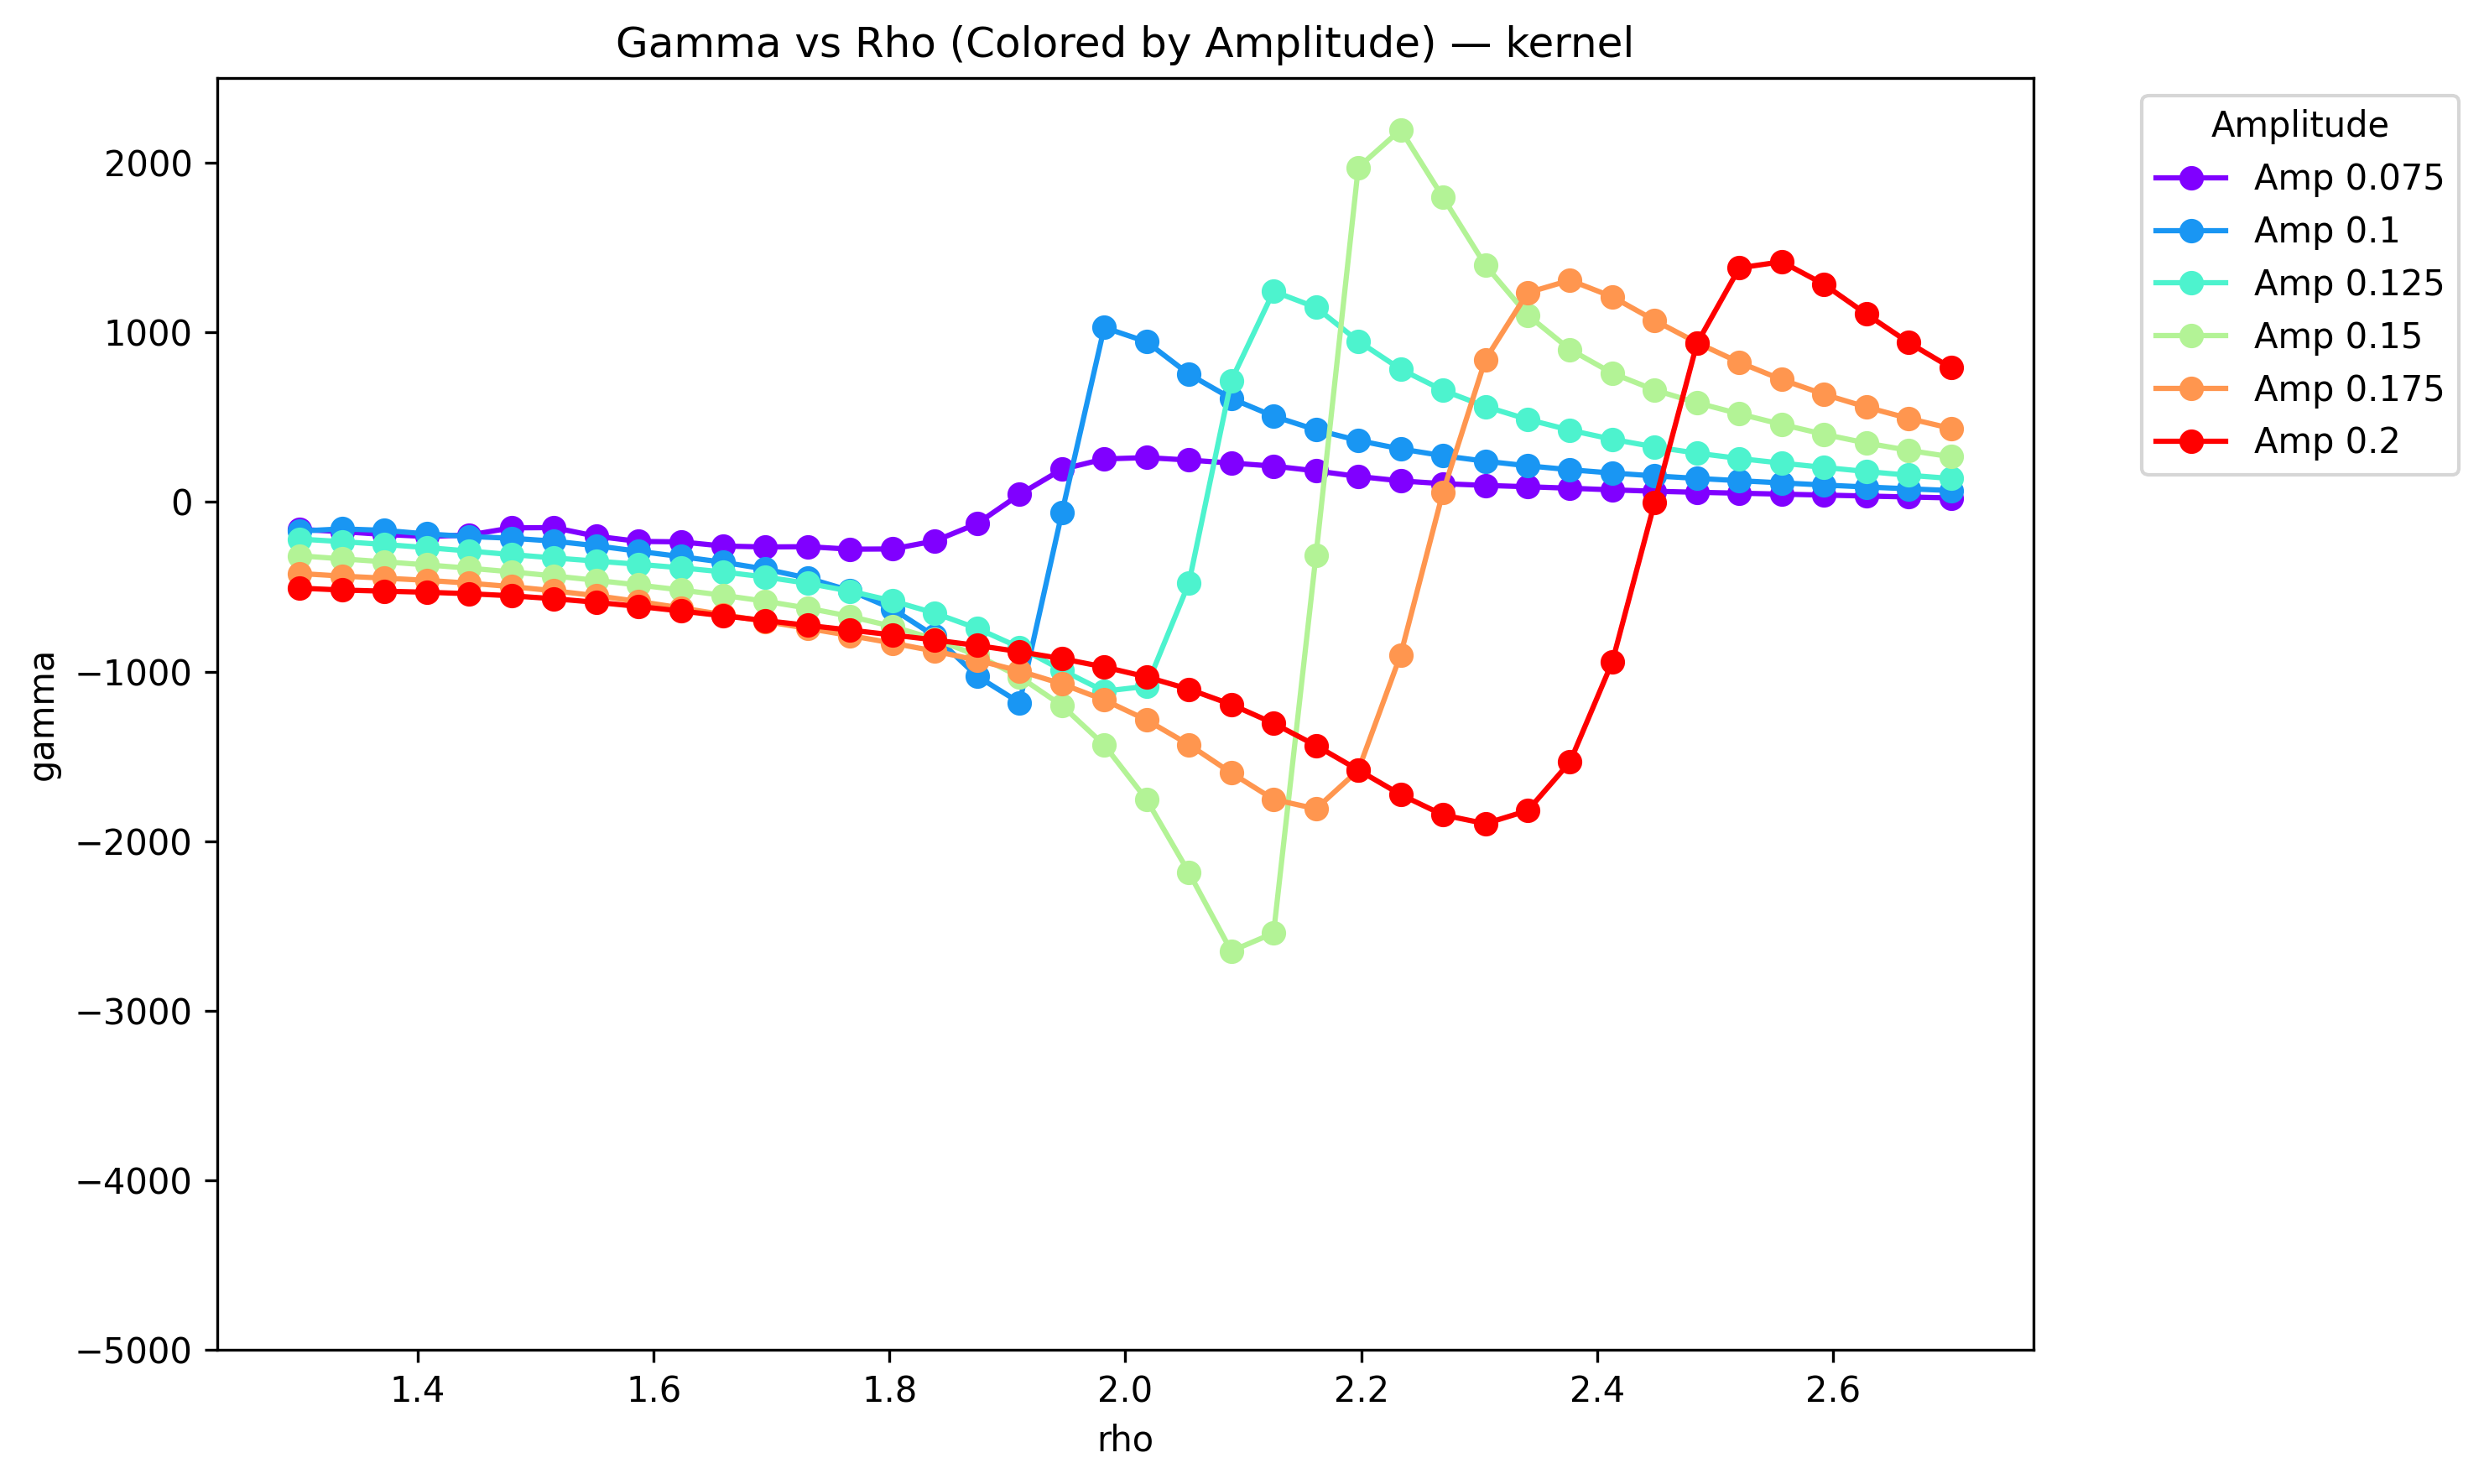 Gamma vs Rho (Colored by Amplitude) — kernel
gamma
2000
1000
0
−1000
−2000
−3000
−4000
−5000
1.4
1.6
1.8
2.0
2.2
2.4
2.6
rho
Amplitude
Amp 0.075
Amp 0.1
Amp 0.125
Amp 0.15
Amp 0.175
Amp 0.2